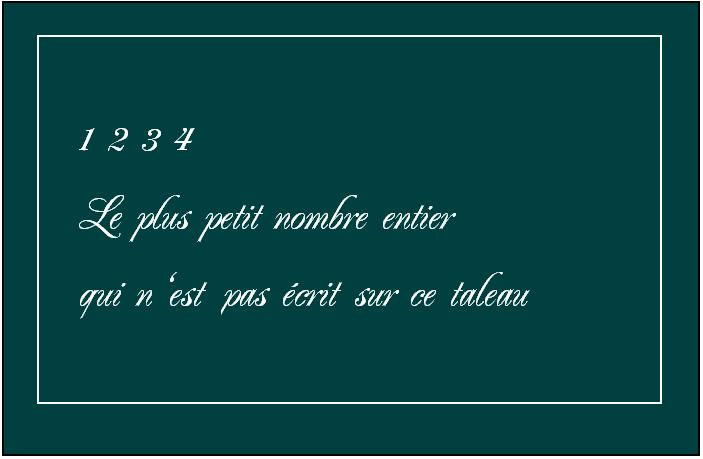 1 2 3 4
Le plus petit nombre entier
qui n 'est pas écrit sur ce taleau